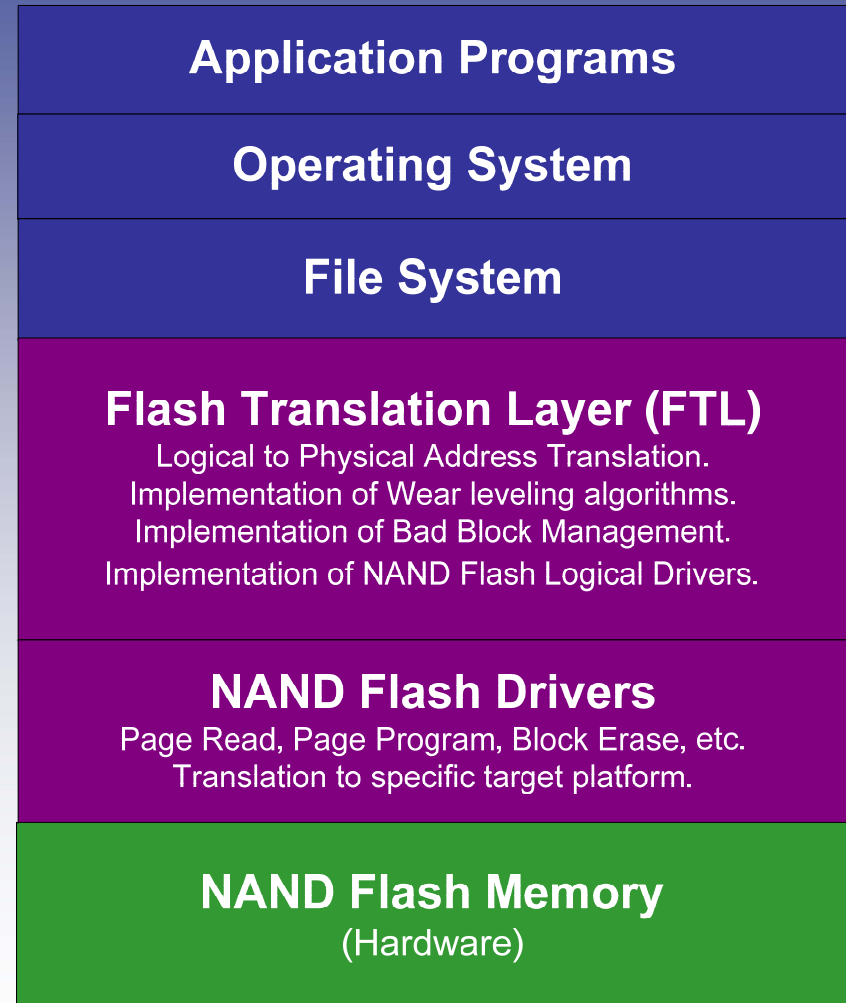 Application Programs
Operating System
File System
Flash Translation Layer (FTL)
Logical to Physical Address Translation.
Implementation of Wear leveling algorithms.
Implementation of Bad Block Management.
Implementation of NAND Flash Logical Drivers.
NAND Flash Drivers
Page Read, Page Program, Block Erase, etc.
Translation to specific target platform.
NAND Flash Memory
(Hardware)